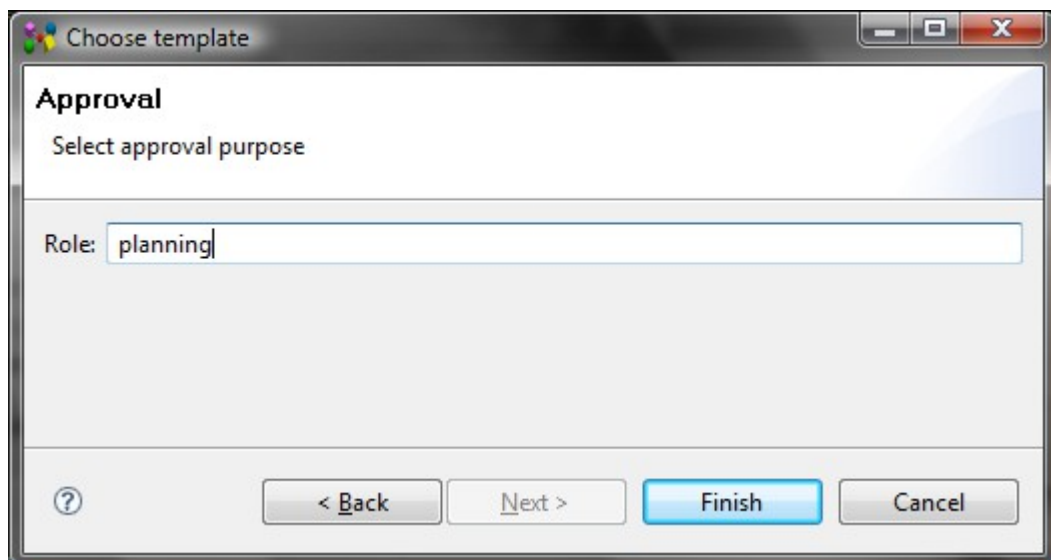 Choose template
Approval
Select approval purpose
Role: planning
? < Back Next > Finish Cancel